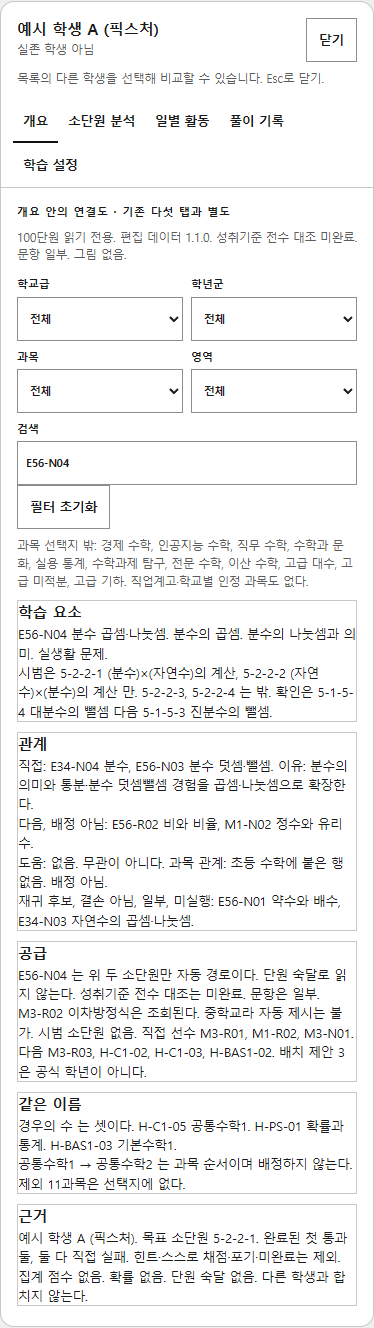 예시 학생 A (픽스처)
실존 학생 아님
닫기
목록의 다른 학생을 선택해 비교할 수 있습니다. Esc로 닫기.
개요 소단원 분석 일별 활동 풀이 기록
학습 설정
개요 안의 연결도 · 기존 다섯 탭과 별도
100단원 읽기 전용. 편집 데이터 1.1.0. 성취기준 전수 대조 미완료.
문항 일부. 그림 없음.
학교급 학년군
전체 전체
과목 영역
전체 전체
검색
E56-N04
필터 초기화
과목 선택지 밖: 경제 수학, 인공지능 수학, 직무 수학, 수학과 문
화, 실용 통계, 수학과제 탐구, 전문 수학, 이산 수학, 고급 대수, 고
급 미적분, 고급 기하. 직업계고·학교별 인정 과목도 없다.
학습 요소
E56-N04 분수 곱셈·나눗셈. 분수의 곱셈. 분수의 나눗셈과 의
미. 실생활 문제.
시범은 5-2-2-1 (분수)×(자연수)의 계산, 5-2-2-2 (자연
수)×(분수)의 계산 만. 5-2-2-3, 5-2-2-4 는 밖. 확인은 5-1-5-
4 대분수의 뺄셈 다음 5-1-5-3 진분수의 뺄셈.
관계
직접: E34-N04 분수, E56-N03 분수 덧셈·뺄셈. 이유: 분수의
의미와 통분·분수 덧셈뺄셈 경험을 곱셈·나눗셈으로 확장한
다.
다음, 배정 아님: E56-R02 비와 비율, M1-N02 정수와 유리
수.
도움: 없음. 무관이 아니다. 과목 관계: 초등 수학에 붙은 행
없음. 배정 아님.
재귀 후보, 결손 아님, 일부, 미실행: E56-N01 약수와 배수,
E34-N03 자연수의 곱셈·나눗셈.
공급
E56-N04 는 위 두 소단원만 자동 경로이다. 단원 숙달로 읽
지 않는다. 성취기준 전수 대조는 미완료. 문항은 일부.
M3-R02 이차방정식은 조회된다. 중학교라 자동 제시는 불
가. 시범 소단원 없음. 직접 선수 M3-R01, M1-R02, M3-N01.
다음 M3-R03, H-C1-02, H-C1-03, H-BAS1-02. 배치 제안 3
은 공식 학년이 아니다.
같은 이름
경우의 수 는 셋이다. H-C1-05 공통수학1. H-PS-01 확률과
통계. H-BAS1-03 기본수학1.
공통수학1 → 공통수학2 는 과목 순서이며 배정하지 않는다.
제외 11과목은 선택지에 없다.
근거
예시 학생 A (픽스처). 목표 소단원 5-2-2-1. 완료된 첫 통과
둘, 둘 다 직접 실패. 힌트·스스로 채점·포기·미완료는 제외.
집계 점수 없음. 확률 없음. 단원 숙달 없음. 다른 학생과 합
치지 않는다.